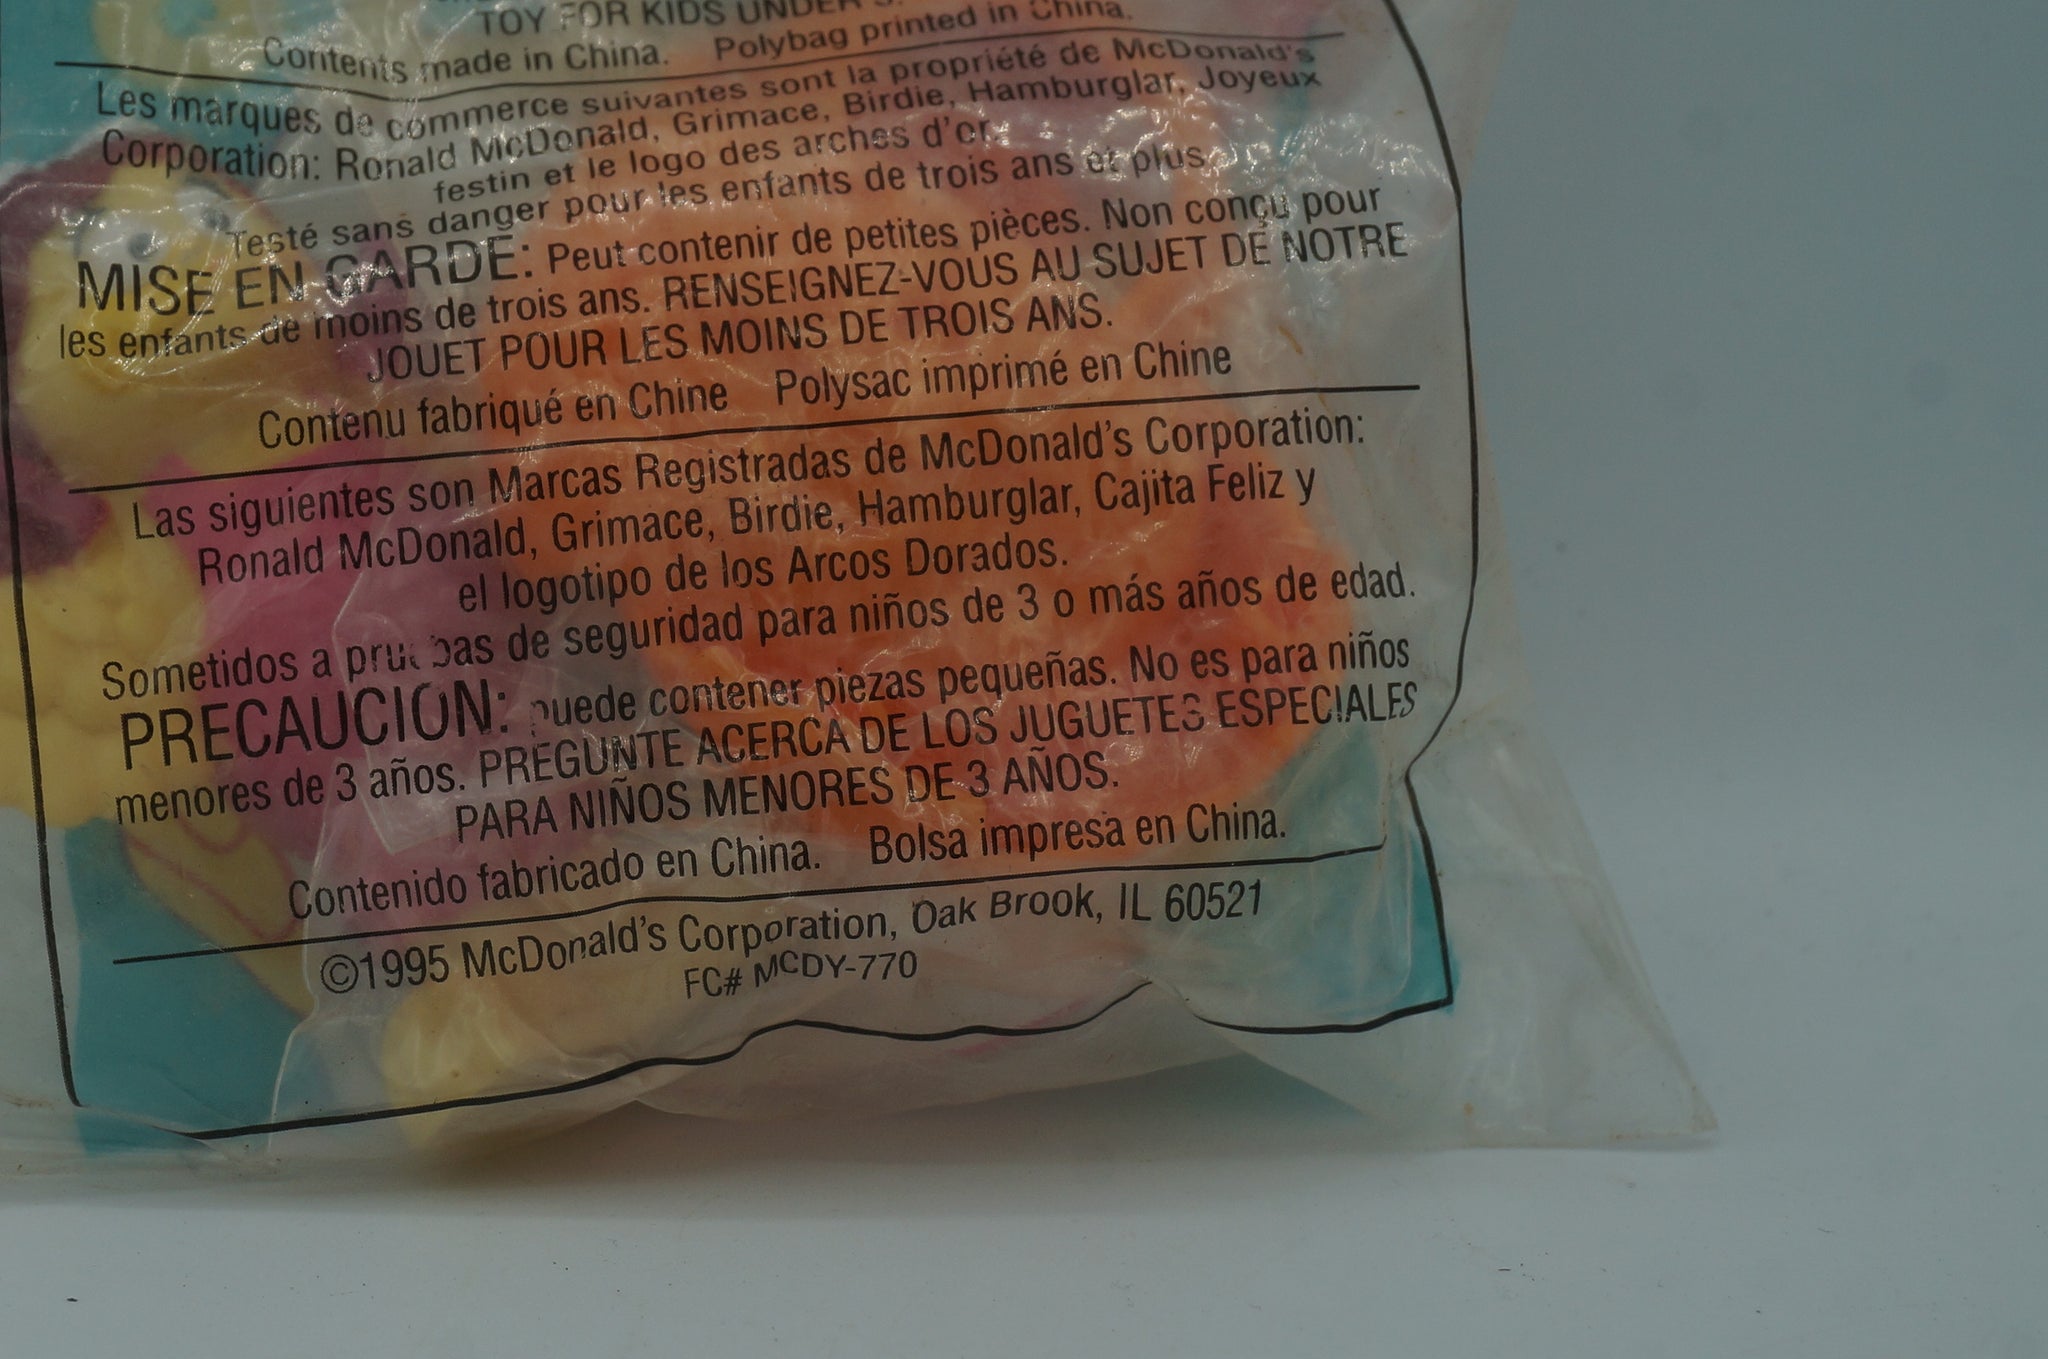 TOY FOR KIDS UNDER 3.
Contents made in China. Polybag printed in China.
Les marques de commerce suivantes sont la propriété de McDonald's
Corporation: Ronald McDonald, Grimace, Birdie, Hamburglar, Joyeux
festin et le logo des arches d'or.
Testé sans danger pour les enfants de trois ans et plus.
MISE EN GARDE: Peut contenir de petites pièces. Non conçu pour
les enfants de moins de trois ans. RENSEIGNEZ-VOUS AU SUJET DE NOTRE
JOUET POUR LES MOINS DE TROIS ANS.
Contenu fabriqué en Chine Polysac imprimé en Chine
Las siguientes son Marcas Registradas de McDonald's Corporation:
Ronald McDonald, Grimace, Birdie, Hamburglar, Cajita Feliz y
el logotipo de los Arcos Dorados.
Sometidos a pruebas de seguridad para niños de 3 o más años de edad.
PRECAUCION: puede contener piezas pequeñas. No es para niños
menores de 3 años. PREGUNTE ACERCA DE LOS JUGUETES ESPECIALES
PARA NIÑOS MENORES DE 3 AÑOS.
Contenido fabricado en China. Bolsa impresa en China.
©1995 McDonald's Corporation, Oak Brook, IL 60521
FC# MCDY-770